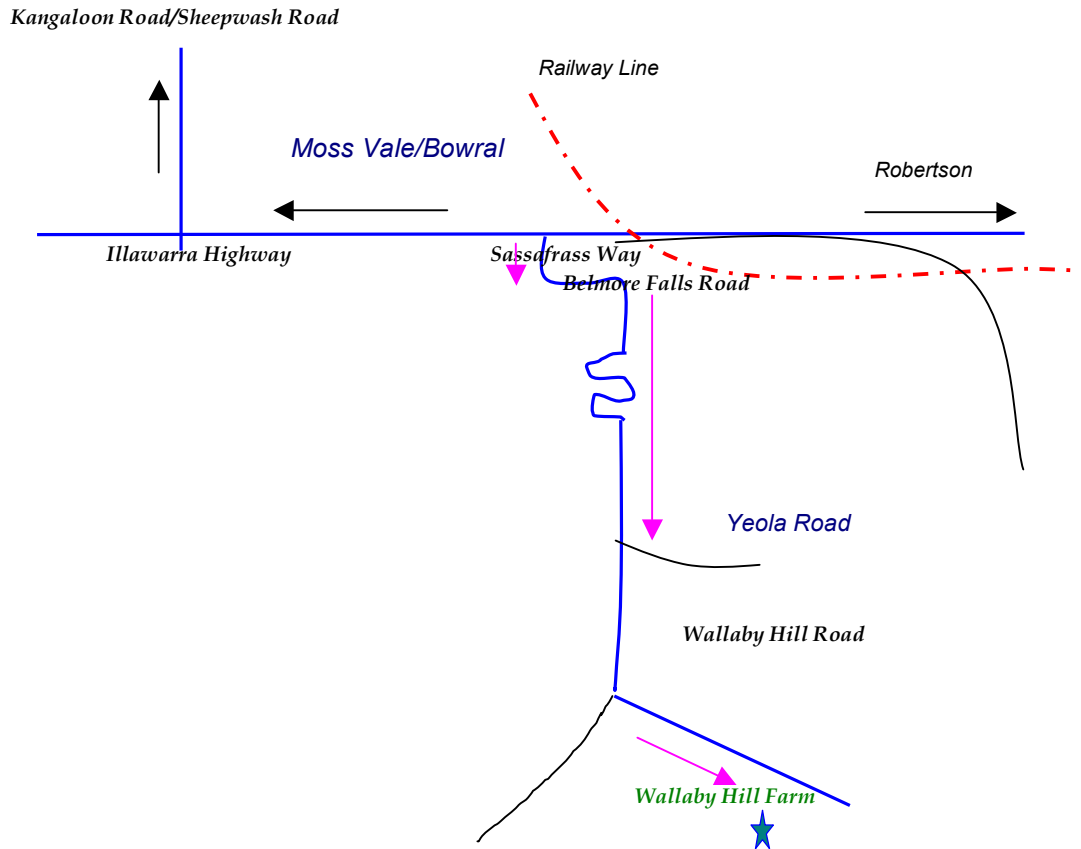 Kangaloon Road/Sheepwash Road
Railway Line
Moss Vale/Bowral
Robertson
Illawarra Highway
Sassafrass Way
Belmore Falls Road
Yeola Road
Wallaby Hill Road
Wallaby Hill Farm